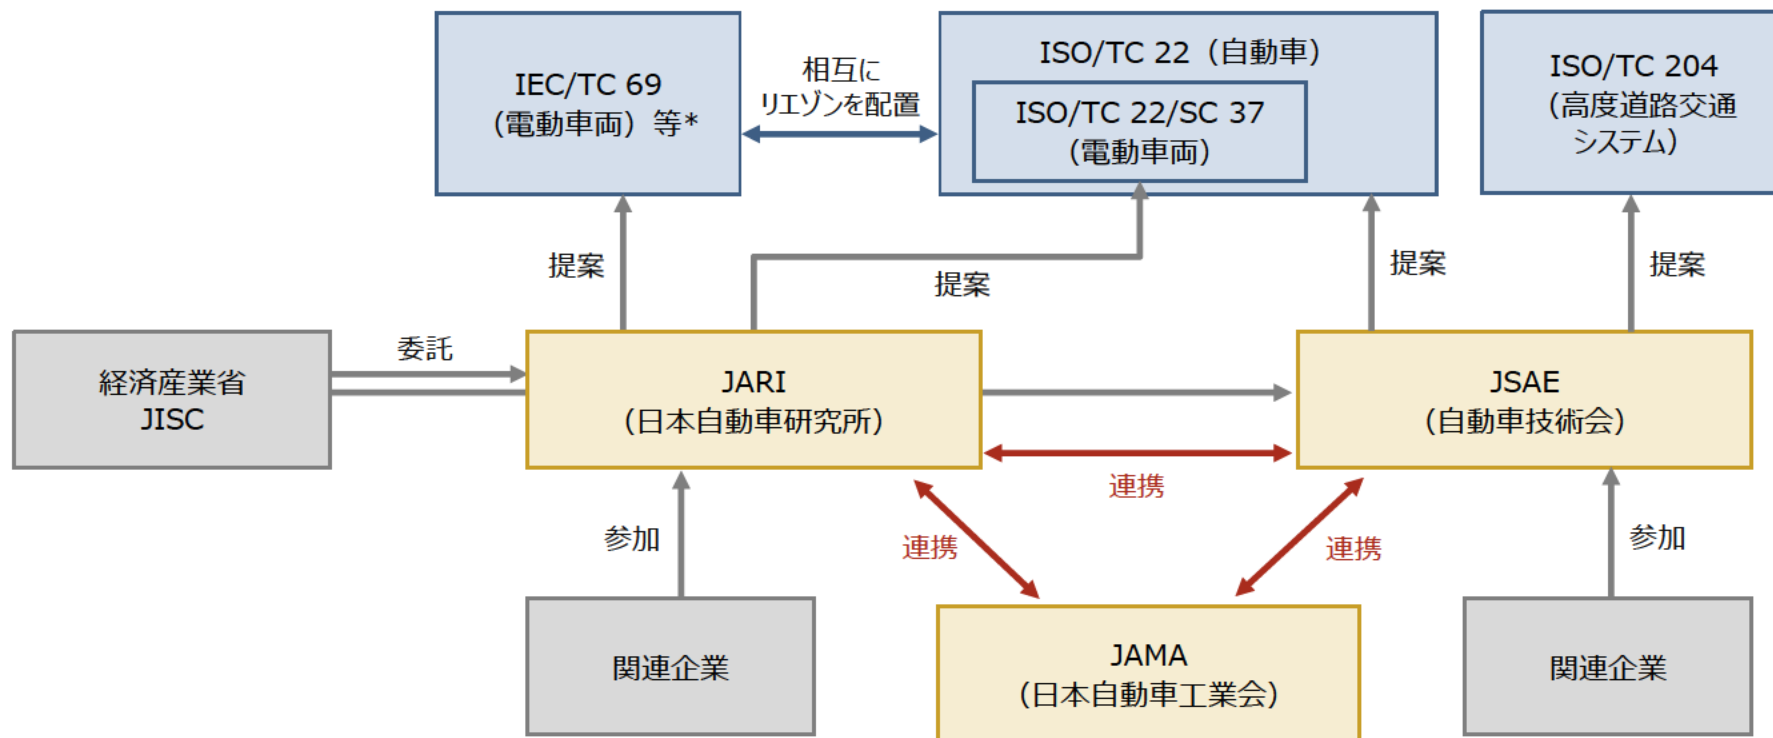 IEC/TC 69
（電動車両）等*
相互に
リエゾンを配置
ISO/TC 22（自動車）
ISO/TC 22/SC 37
（電動車両）
ISO/TC 204
（高度道路交通
システム）
提案
提案
提案
提案
経済産業省
JISC
委託
JARI
（日本自動車研究所）
JSAE
（自動車技術会）
連携
参加
連携
連携
参加
関連企業
JAMA
（日本自動車工業会）
関連企業